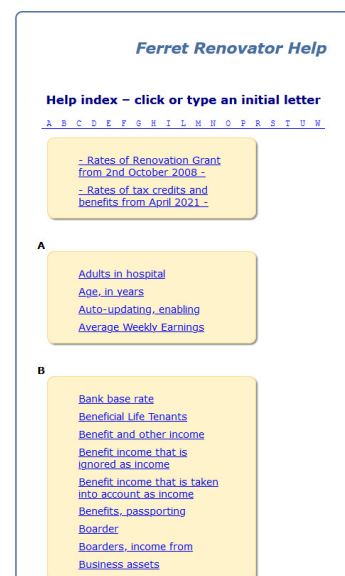 Ferret Renovator Help
Help index – click or type an initial letter
A B C D E F G H I L M N O P R S T U W
- Rates of Renovation Grant
from 2nd October 2008 -
- Rates of tax credits and
benefits from April 2021 -
A
Adults in hospital
Age, in years
Auto-updating, enabling
Average Weekly Earnings
B
Bank base rate
Beneficial Life Tenants
Benefit and other income
Benefit income that is
ignored as income
Benefit income that is taken
into account as income
Benefits, passporting
Boarder
Boarders, income from
Business assets